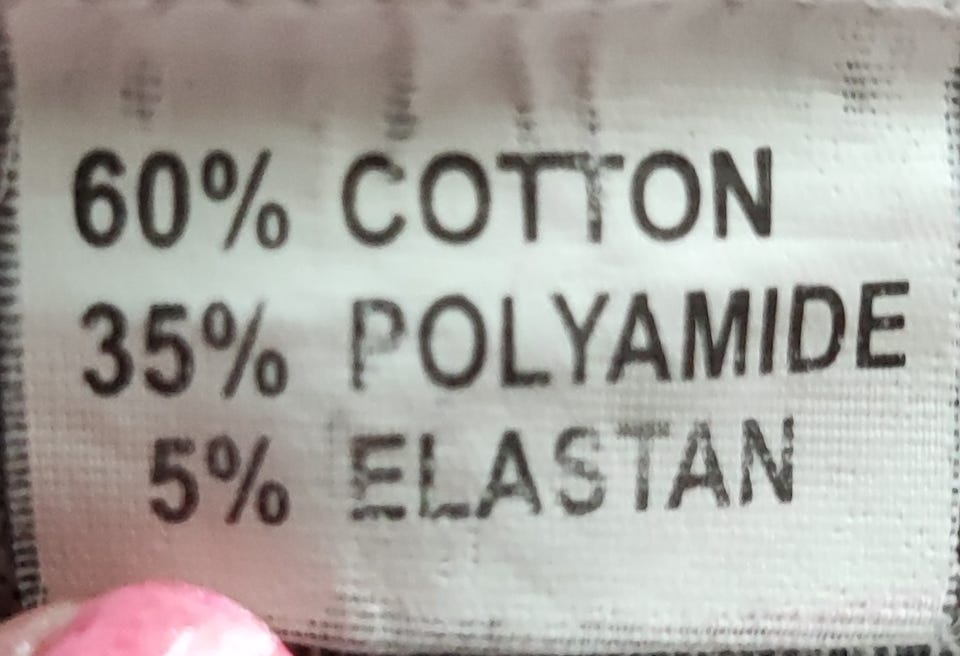 60% COTTON
35% POLYAMIDE
5% ELASTAN